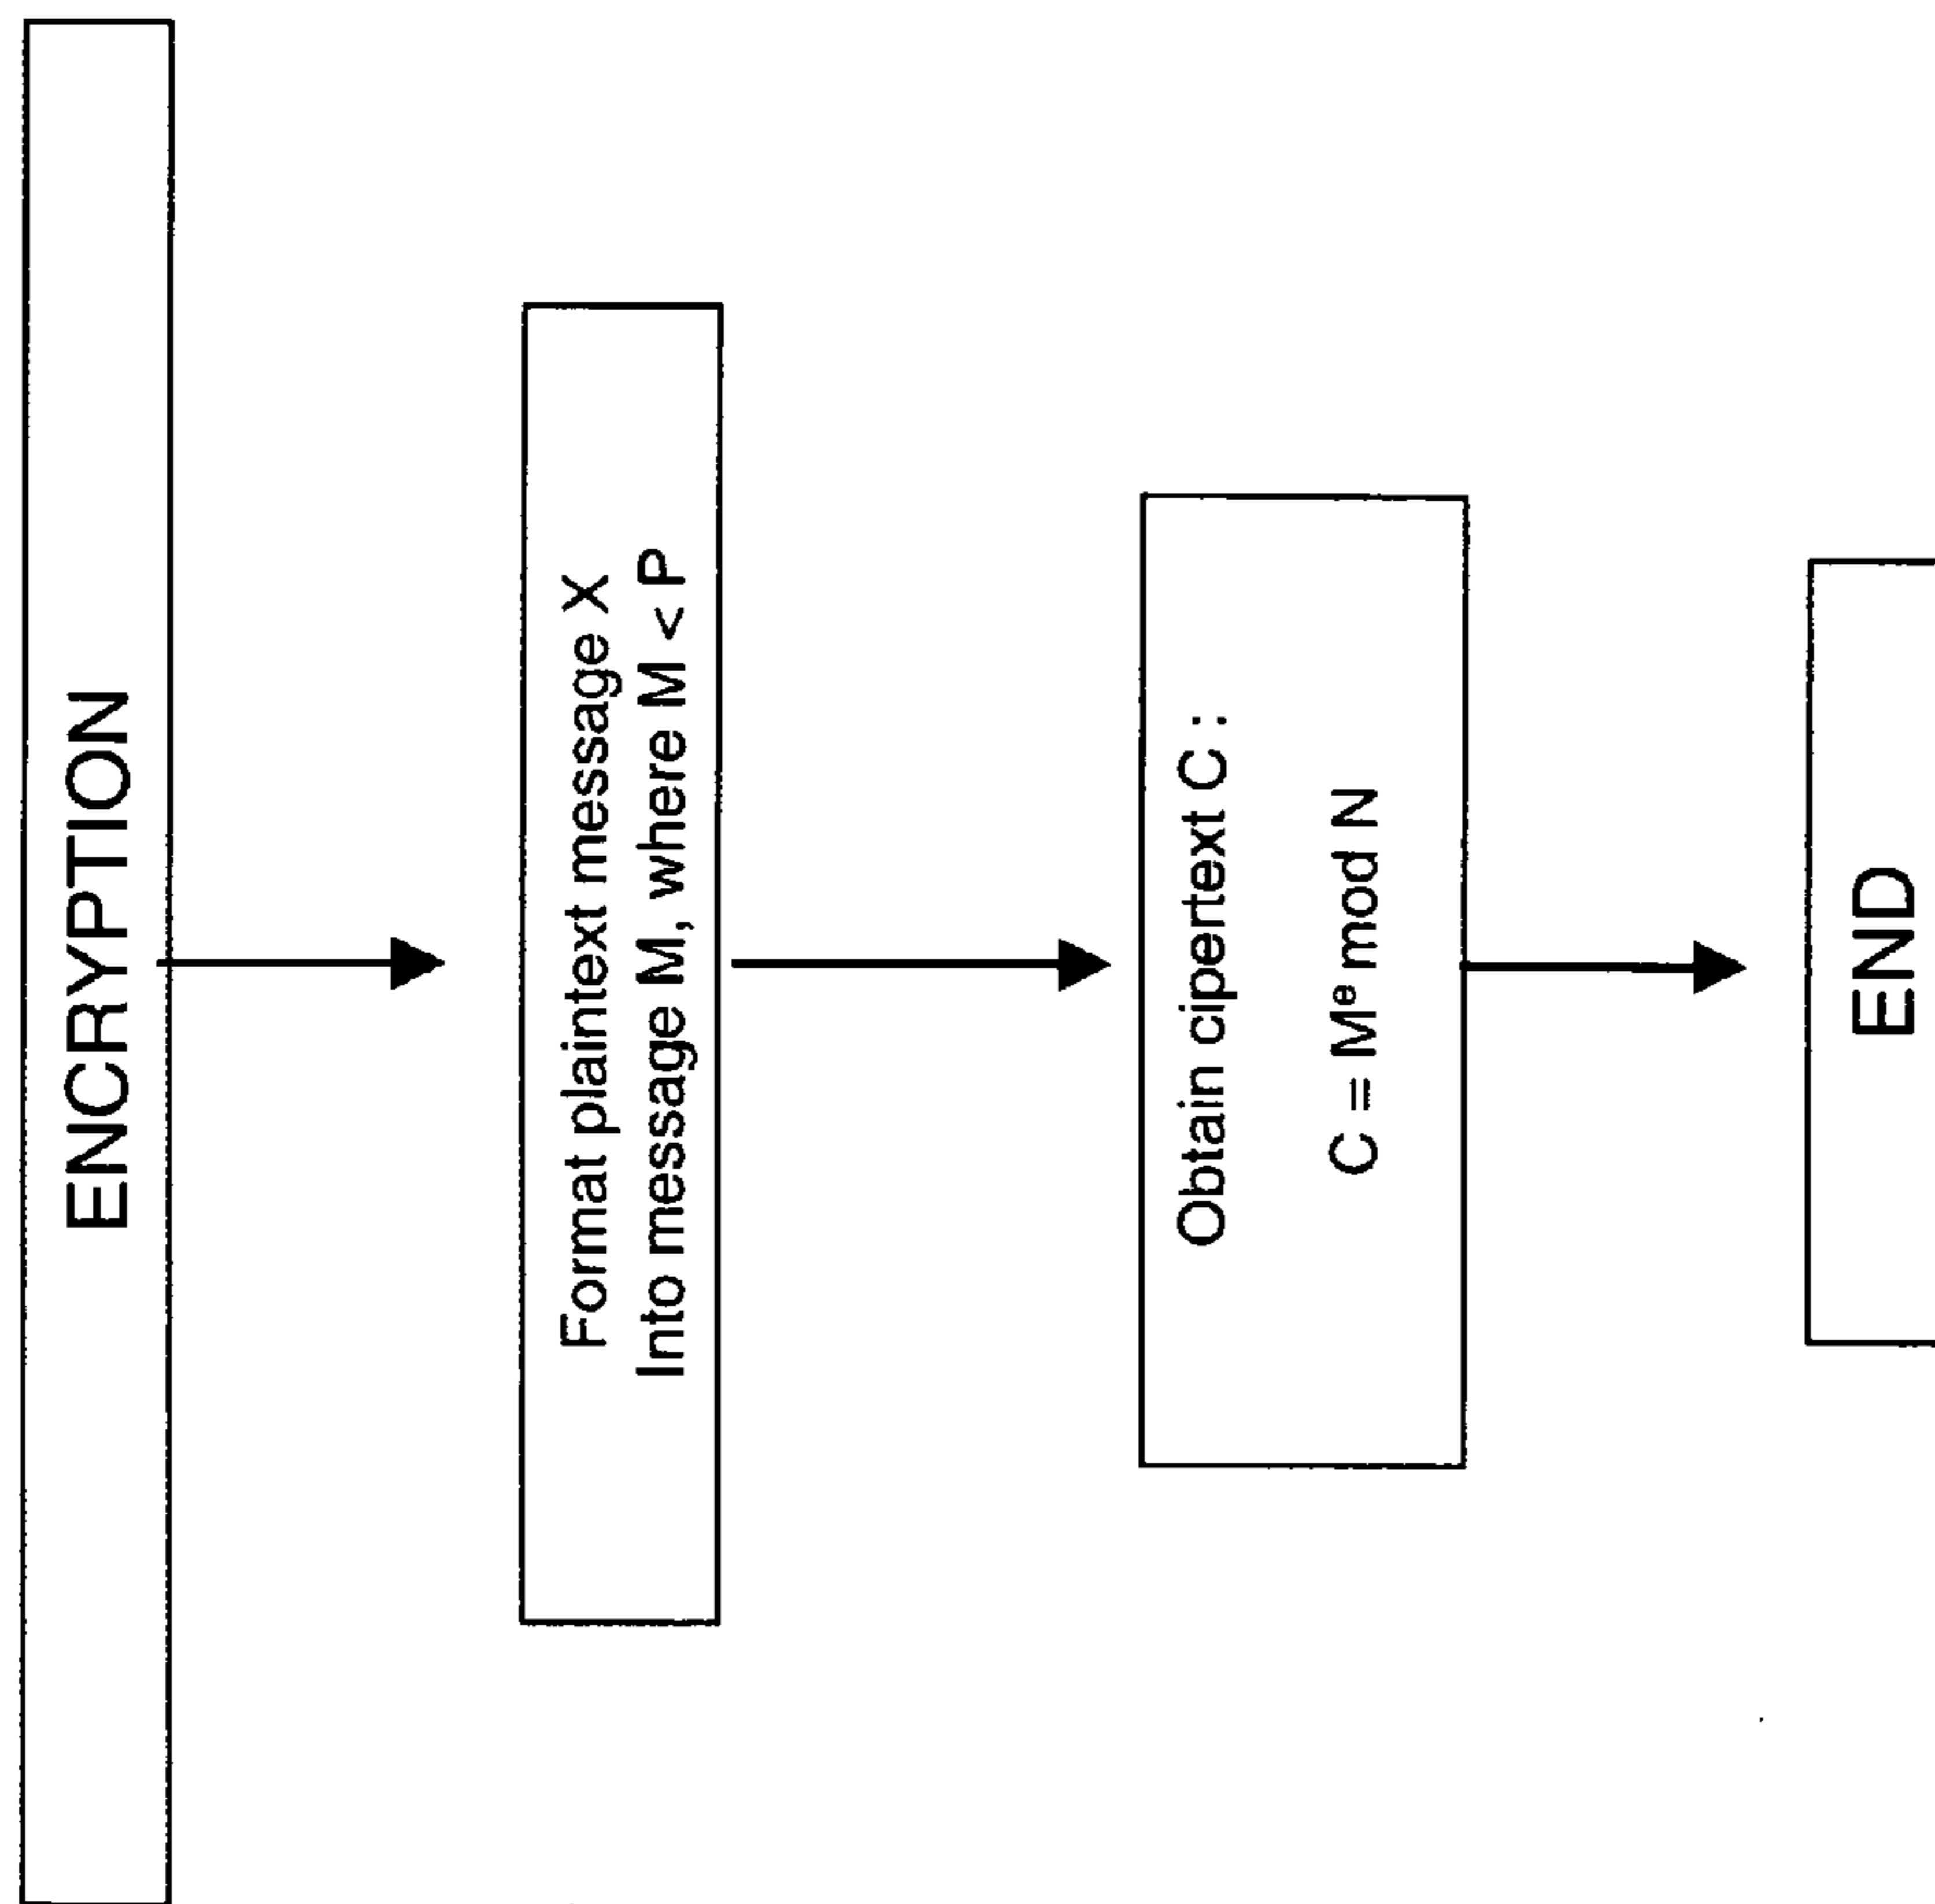 ENCRYPTION
Format plaintext message X
Into message M, where M < P
Obtain cipertext C :
C = Mᵉ mod N
END